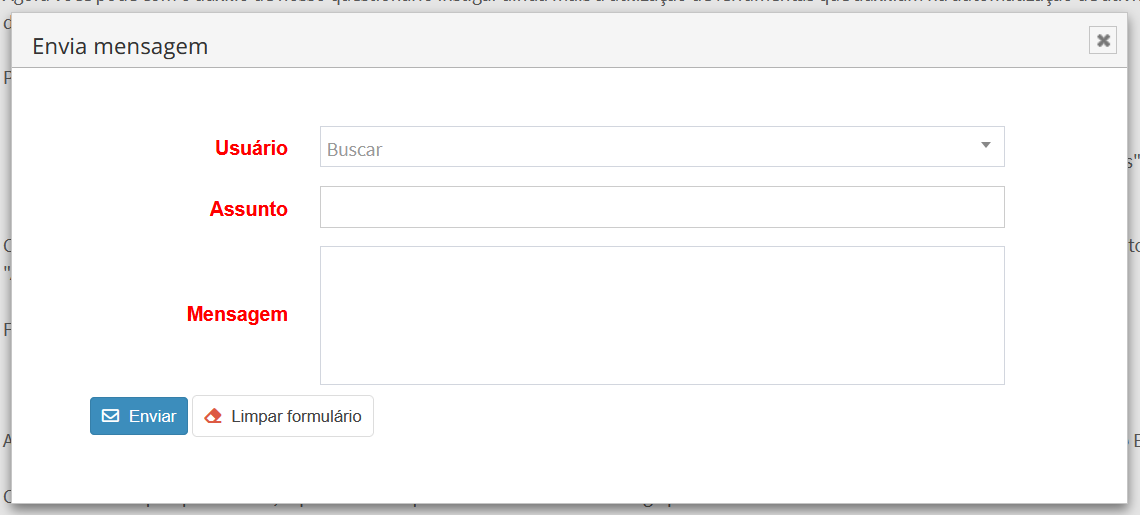 Envia mensagem
Usuário
Buscar
Assunto
Mensagem
Enviar
Limpar formulário